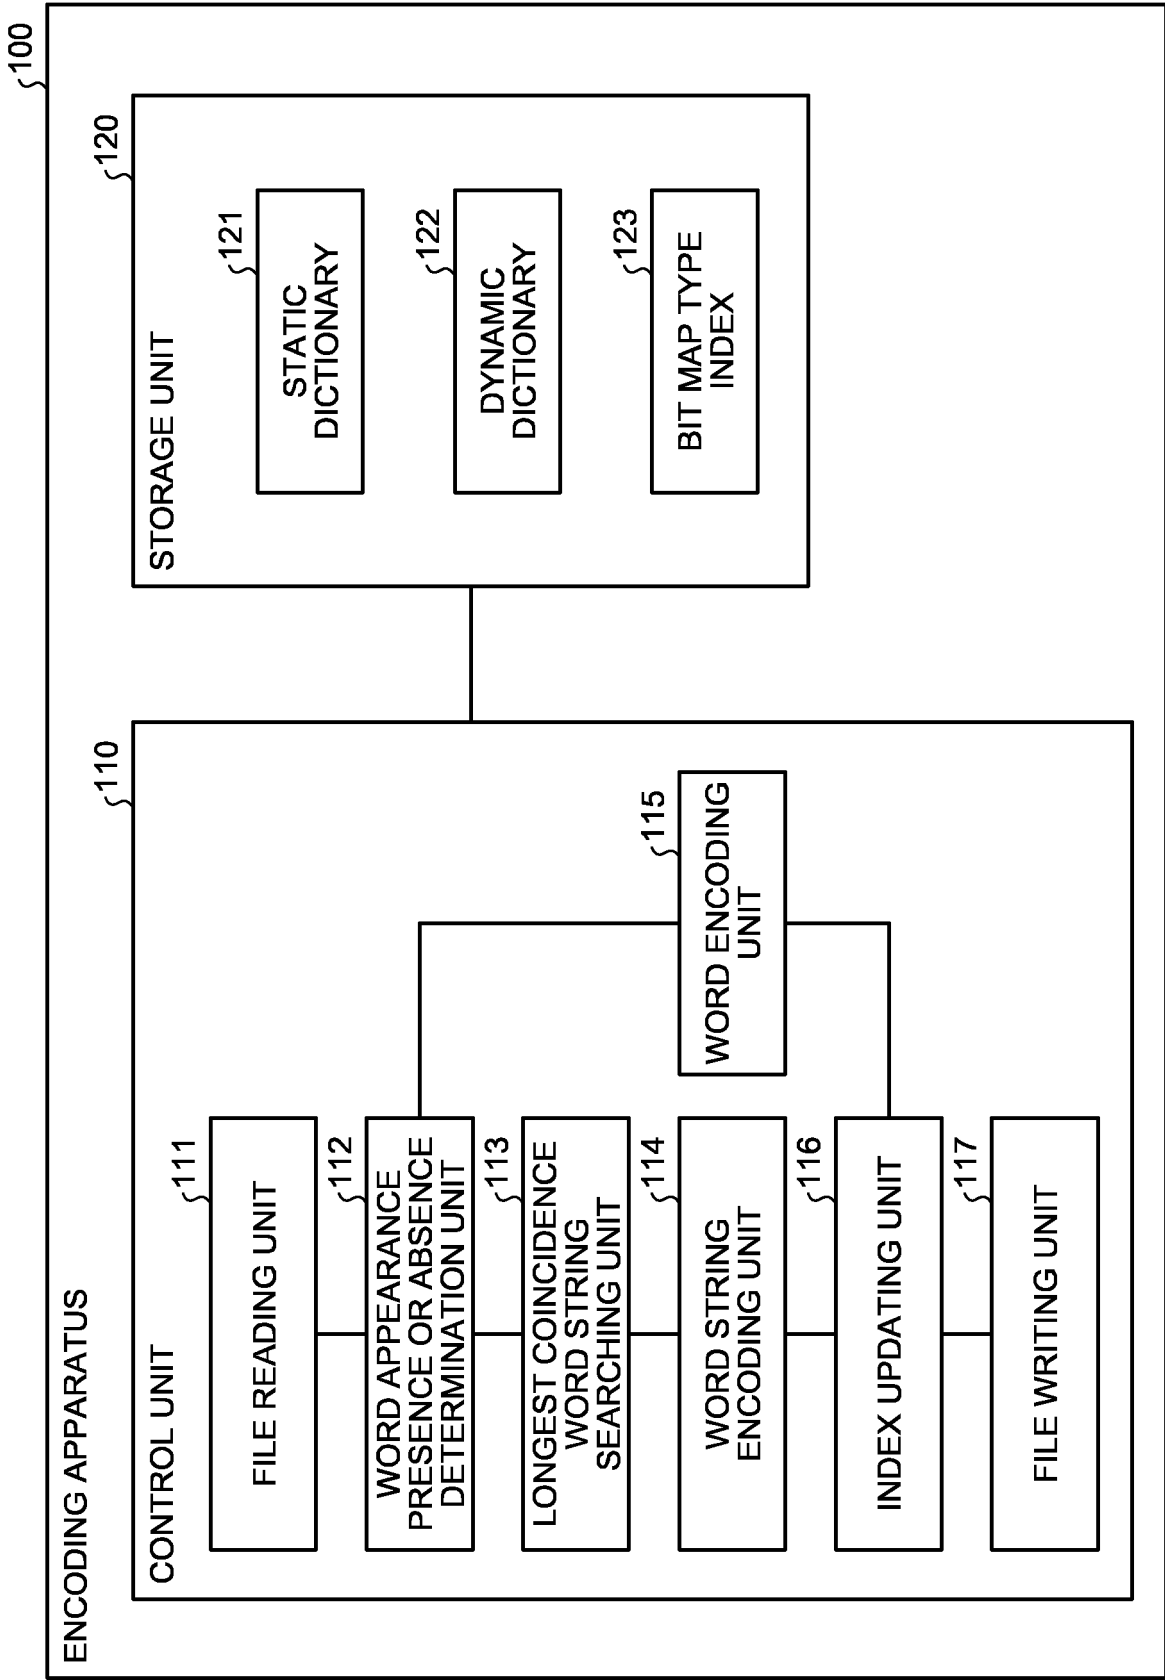 100
ENCODING APPARATUS
110
CONTROL UNIT
111
FILE READING UNIT
112
WORD APPEARANCE
PRESENCE OR ABSENCE
DETERMINATION UNIT
113
LONGEST COINCIDENCE
WORD STRING
SEARCHING UNIT
114
WORD STRING
ENCODING UNIT
115
WORD ENCODING
UNIT
116
INDEX UPDATING UNIT
117
FILE WRITING UNIT
120
STORAGE UNIT
121
STATIC
DICTIONARY
122
DYNAMIC
DICTIONARY
123
BIT MAP TYPE
INDEX